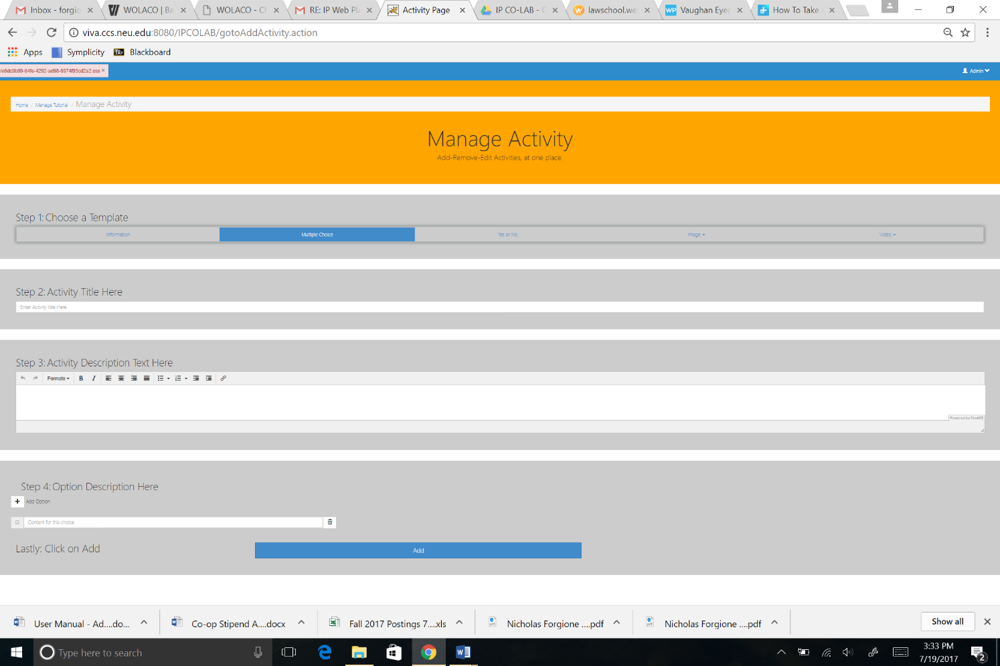 Inbox - forgio
WOLACO | Be
WOLACO - Ch
RE: IP Web Pla
Activity Page
IP CO-LAB - G
lawschool.we
Vaughan Eyec
How To Take
viva.ccs.neu.edu:8080/IPCOLAB/gotoAddActivity.action
Apps Symplicity Bb Blackboard
/e6dc9b99-64fe-4292-ad98-6974f93cd2a2.css ×
Admin
Home / Manage Tutorial / Manage Activity
Manage Activity
Add-Remove-Edit Activities, at one place.
Step 1: Choose a Template
Information Multiple Choice Yes or No Image Video
Step 2: Activity Title Here
Enter Activity title Here.
Step 3: Activity Description Text Here
Formats B I
Powered by TinyMCE
Step 4: Option Description Here
+ Add Option
Content for this choice
Lastly: Click on Add
Add
User Manual - Ad....do...
Co-op Stipend A....docx
Fall 2017 Postings 7....xls
Nicholas Forgione ....pdf
Nicholas Forgione ....pdf
Show all
Type here to search
3:33 PM
7/19/2017
2